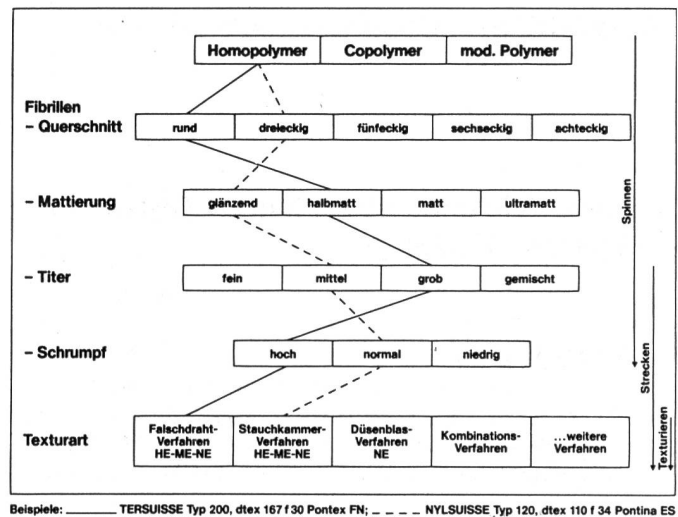 Homopolymer Copolymer mod. Polymer
Fibrillen
– Querschnitt rund dreieckig fünfeckig sechseckig achteckig
– Mattierung glänzend halbmatt matt ultramatt
– Titer fein mittel grob gemischt
– Schrumpf hoch normal niedrig
Texturart
Falschdraht-
Verfahren
HE-ME-NE
Stauchkammer-
Verfahren
HE-ME-NE
Düsenblas-
Verfahren
NE
Kombinations-
Verfahren
...weitere
Verfahren
Spinnen
Strecken
Texturieren
Beispiele: TERSUISSE Typ 200, dtex 167 f 30 Pontex FN; NYLSUISSE Typ 120, dtex 110 f 34 Pontina ES